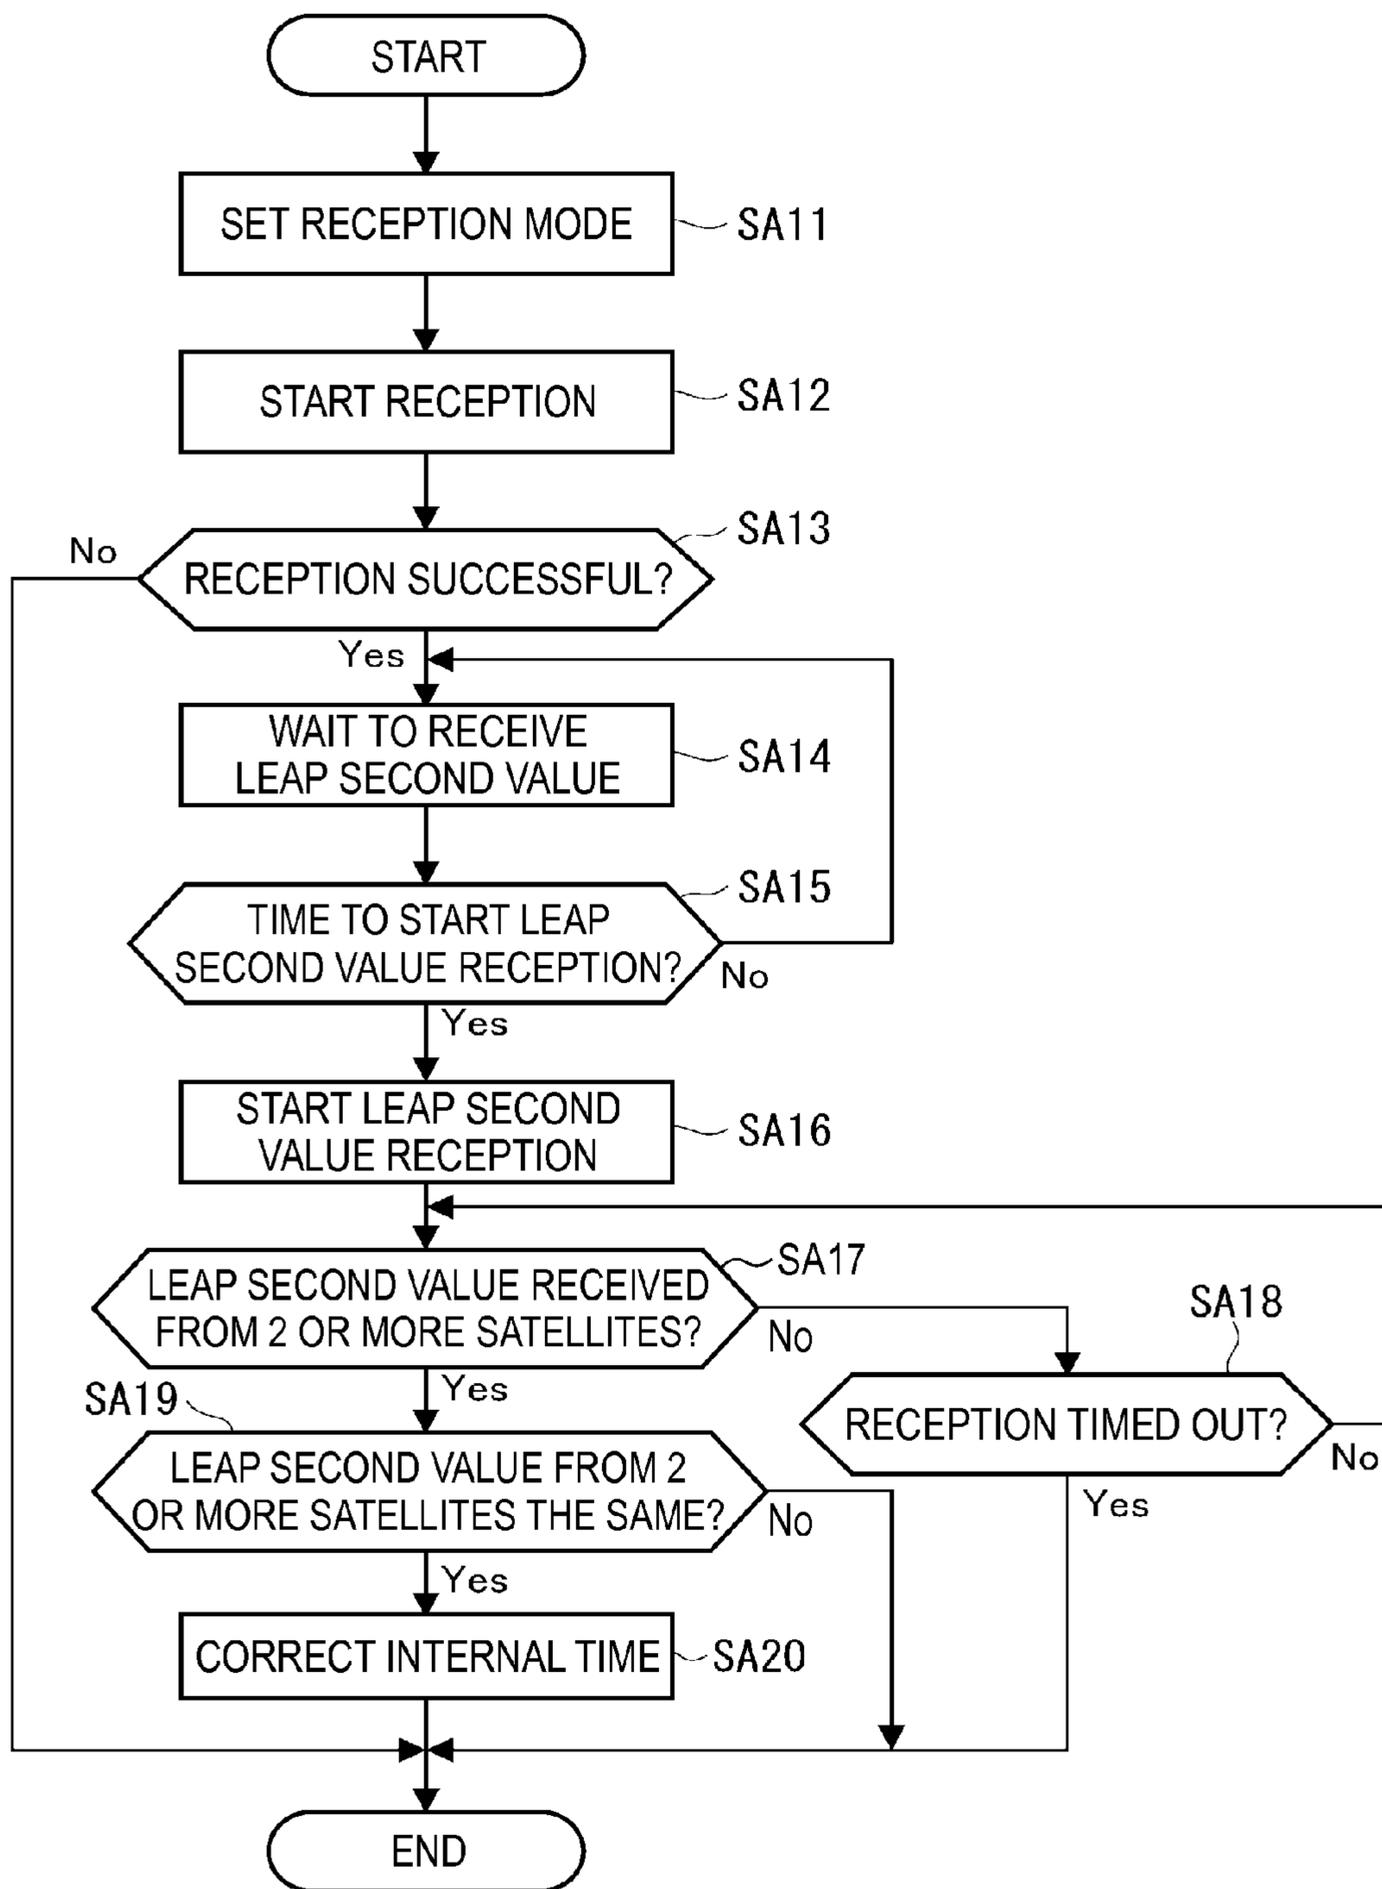 START
SET RECEPTION MODE
SA11
START RECEPTION
SA12
SA13
No
RECEPTION SUCCESSFUL?
Yes
WAIT TO RECEIVE
LEAP SECOND VALUE
SA14
SA15
TIME TO START LEAP
SECOND VALUE RECEPTION?
No
Yes
START LEAP SECOND
VALUE RECEPTION
SA16
SA17
LEAP SECOND VALUE RECEIVED
FROM 2 OR MORE SATELLITES?
No
Yes
SA18
RECEPTION TIMED OUT?
No
Yes
SA19
LEAP SECOND VALUE FROM 2
OR MORE SATELLITES THE SAME?
No
Yes
CORRECT INTERNAL TIME
SA20
END